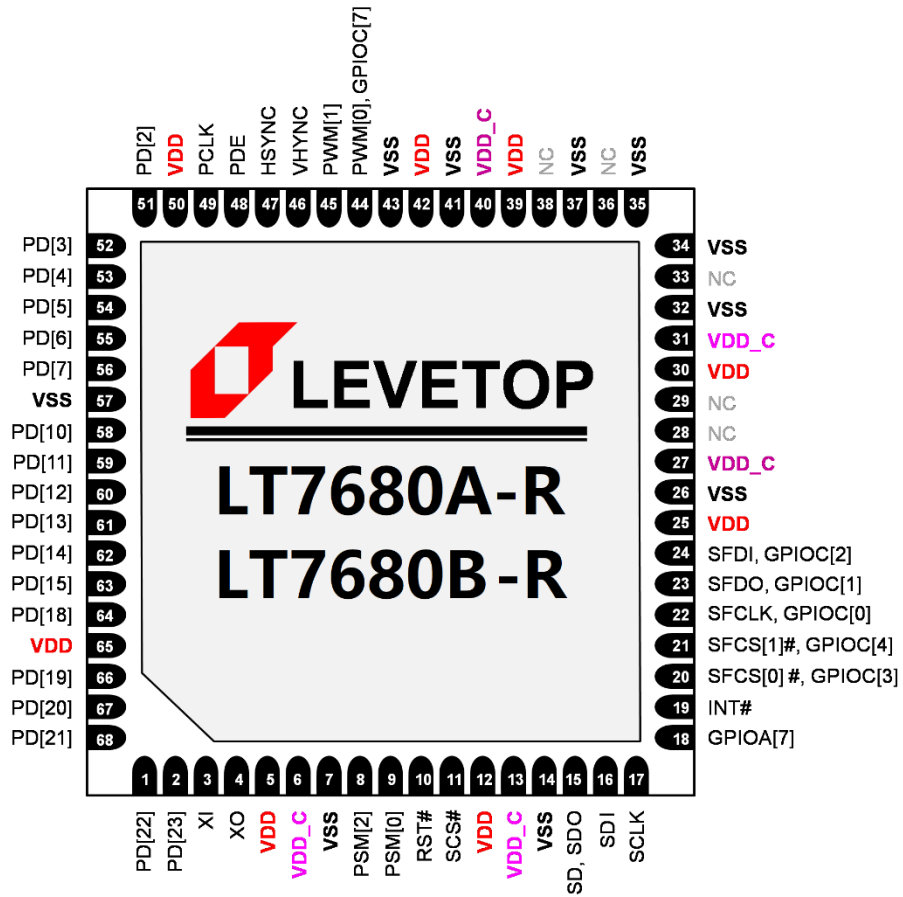 PD[2]
VDD
PCLK
PDE
HSYNC
VHYNC
PWM[1]
PWM[0], GPIOC[7]
VSS
VDD
VSS
VDD_C
VDD
NC
VSS
NC
VSS
51 50 49 48 47 46 45 44 43 42 41 40 39 38 37 36 35
PD[3] 52
PD[4] 53
PD[5] 54
PD[6] 55
PD[7] 56
VSS 57
PD[10] 58
PD[11] 59
PD[12] 60
PD[13] 61
PD[14] 62
PD[15] 63
PD[18] 64
VDD 65
PD[19] 66
PD[20] 67
PD[21] 68
LEVETOP
LT7680A-R
LT7680B-R
34 VSS
33 NC
32 VSS
31 VDD_C
30 VDD
29 NC
28 NC
27 VDD_C
26 VSS
25 VDD
24 SFDI, GPIOC[2]
23 SFDO, GPIOC[1]
22 SFCLK, GPIOC[0]
21 SFCS[1]#, GPIOC[4]
20 SFCS[0] #, GPIOC[3]
19 INT#
18 GPIOA[7]
1 2 3 4 5 6 7 8 9 10 11 12 13 14 15 16 17
PD[22]
PD[23]
XI
XO
VDD
VDD_C
VSS
PSM[2]
PSM[0]
RST#
SCS#
VDD
VDD_C
VSS
SD, SDO
SDI
SCLK